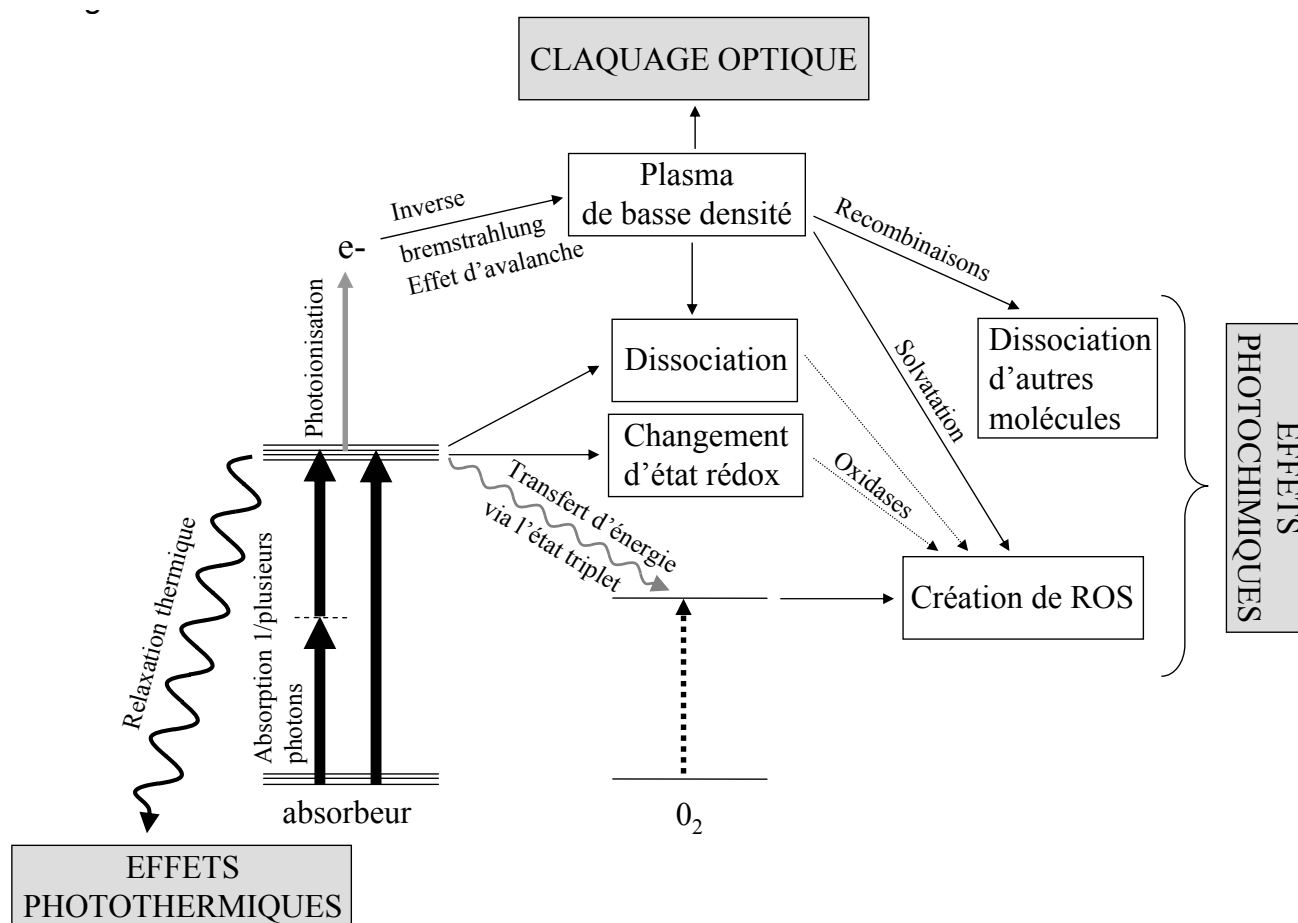 CLAQUAGE OPTIQUE
Plasma
de basse densité
Inverse
bremstrahlung
Effet d'avalanche
e-
Recombinaisons
Photoionisation
Dissociation
Solvatation
Dissociation
d'autres
molécules
EFFETS
PHOTOCHIMIQUES
Changement
d'état rédox
Oxidases
Transfert d'énergie
via l'état triplet
Relaxation thermique
Absorption 1/plusieurs
photons
Création de ROS
absorbeur
0₂
EFFETS
PHOTOTHERMIQUES